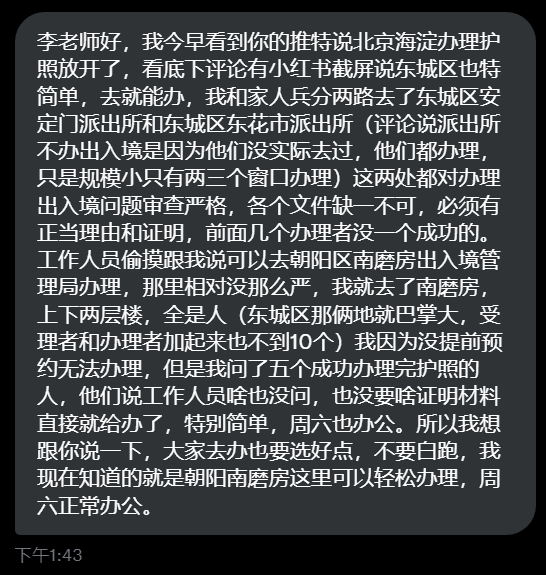 李老师好，我今早看到你的推特说北京海淀办理护
照放开了，看底下评论有小红书截屏说东城区也特
简单，去就能办，我和家人兵分两路去了东城区安
定门派出所和东城区东花市派出所（评论说派出所
不办出入境是因为他们没实际去过，他们都办理，
只是规模小只有两三个窗口办理）这两处都对办理
出入境问题审查严格，各个文件缺一不可，必须有
正当理由和证明，前面几个办理者没一个成功的。
工作人员偷摸跟我说可以去朝阳区南磨房出入境管
理局办理，那里相对没那么严，我就去了南磨房，
上下两层楼，全是人（东城区那俩地就巴掌大，受
理者和办理者加起来也不到10个）我因为没提前预
约无法办理，但是我问了五个成功办理完护照的
人，他们说工作人员啥也没问，也没要啥证明材料
直接就给办了，特别简单，周六也办公。所以我想
跟你说一下，大家去办也要选好点，不要白跑，我
现在知道的就是朝阳南磨房这里可以轻松办理，周
六正常办公。
下午1:43